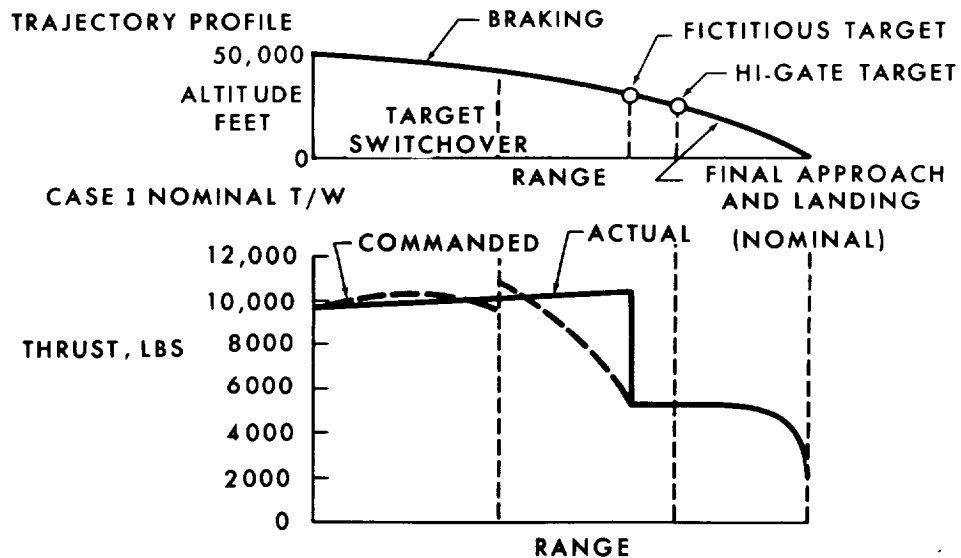 TRAJECTORY PROFILE
BRAKING
FICTITIOUS TARGET
HI-GATE TARGET
50,000
ALTITUDE
FEET
TARGET
SWITCHOVER
0
RANGE
FINAL APPROACH
AND LANDING
(NOMINAL)
CASE I NOMINAL T/W
COMMANDED
ACTUAL
12,000
10,000
8000
6000
4000
2000
0
THRUST, LBS
RANGE